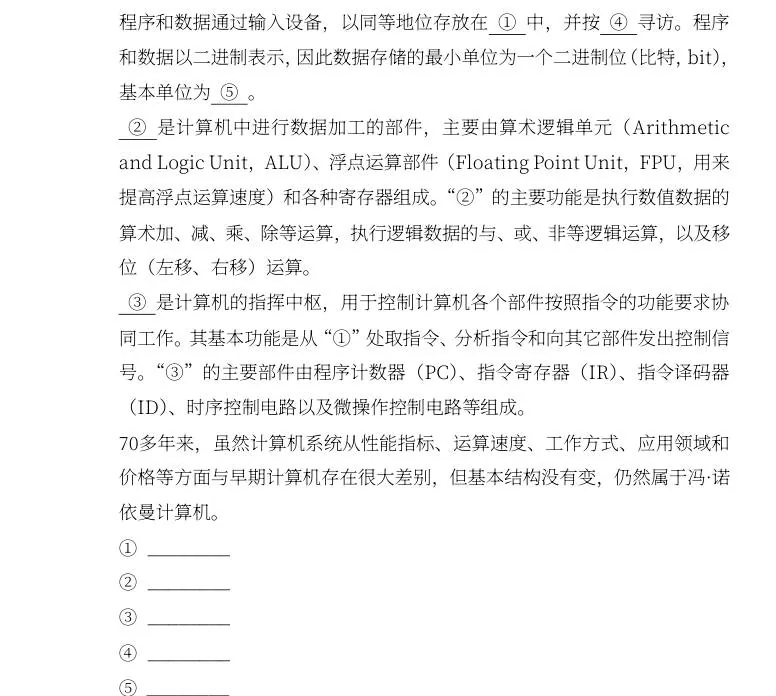 程序和数据通过输入设备，以同等地位存放在 ① 中，并按 ④ 寻访。程序
和数据以二进制表示，因此数据存储的最小单位为一个二进制位（比特，bit），
基本单位为 ⑤ 。
② 是计算机中进行数据加工的部件，主要由算术逻辑单元（Arithmetic
and Logic Unit，ALU）、浮点运算部件（Floating Point Unit，FPU，用来
提高浮点运算速度）和各种寄存器组成。“②”的主要功能是执行数值数据的
算术加、减、乘、除等运算，执行逻辑数据的与、或、非等逻辑运算，以及移
位（左移、右移）运算。
③ 是计算机的指挥中枢，用于控制计算机各个部件按照指令的功能要求协
同工作。其基本功能是从“①”处取指令、分析指令和向其它部件发出控制信
号。“③”的主要部件由程序计数器（PC）、指令寄存器（IR）、指令译码器
（ID）、时序控制电路以及微操作控制电路等组成。
70多年来，虽然计算机系统从性能指标、运算速度、工作方式、应用领域和
价格等方面与早期计算机存在很大差别，但基本结构没有变，仍然属于冯·诺
依曼计算机。
① ________
② ________
③ ________
④ ________
⑤ ________